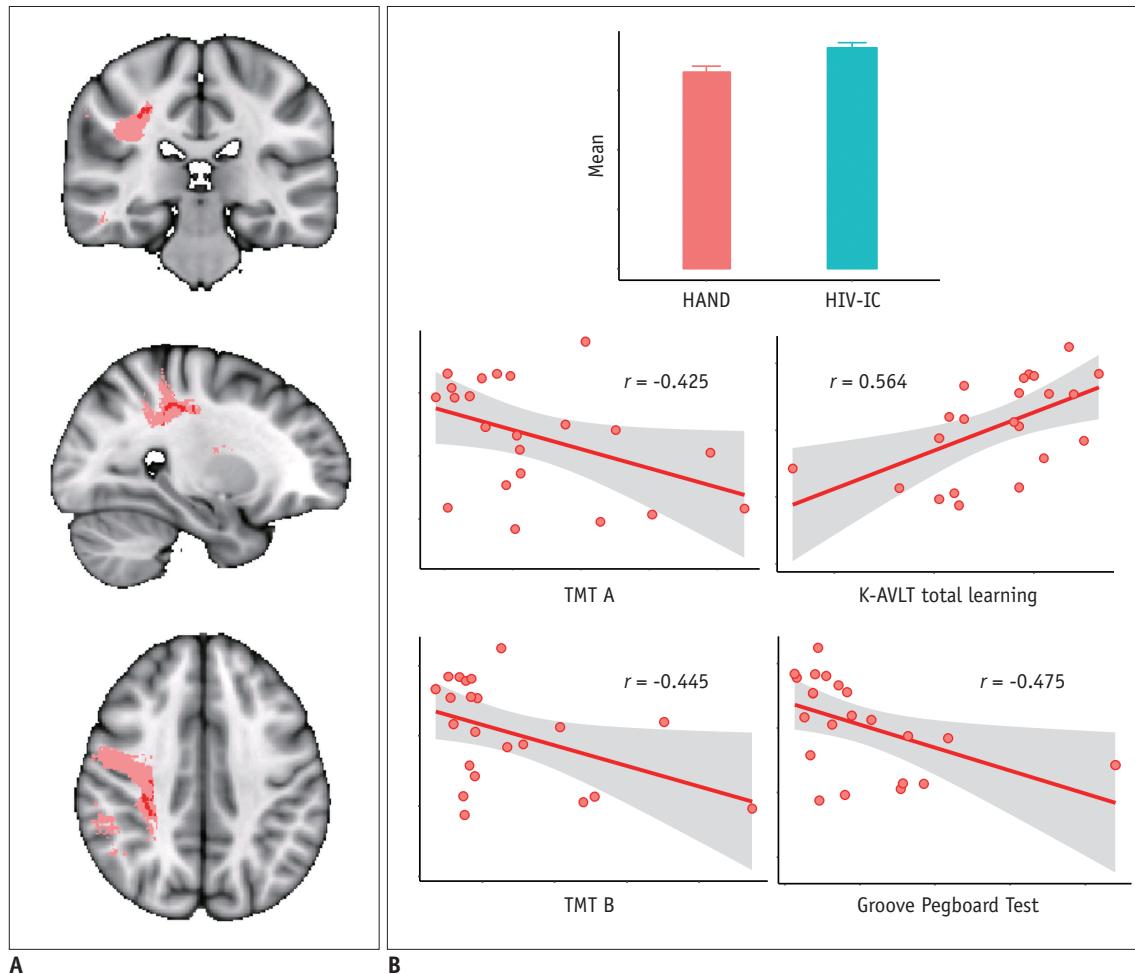 Mean
HAND
HIV-IC
r = -0.425
TMT A
r = 0.564
K-AVLT total learning
r = -0.445
TMT B
r = -0.475
Groove Pegboard Test
A
B